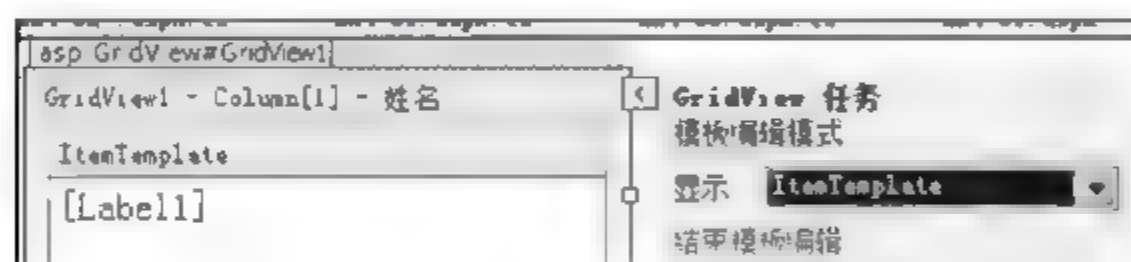 asp:GridView#GridView1
GridView1 - Column[1] - 姓名
ItemTemplate
[Label1]
GridView 任务
模板编辑模式
显示 ItemTemplate
结束模板编辑